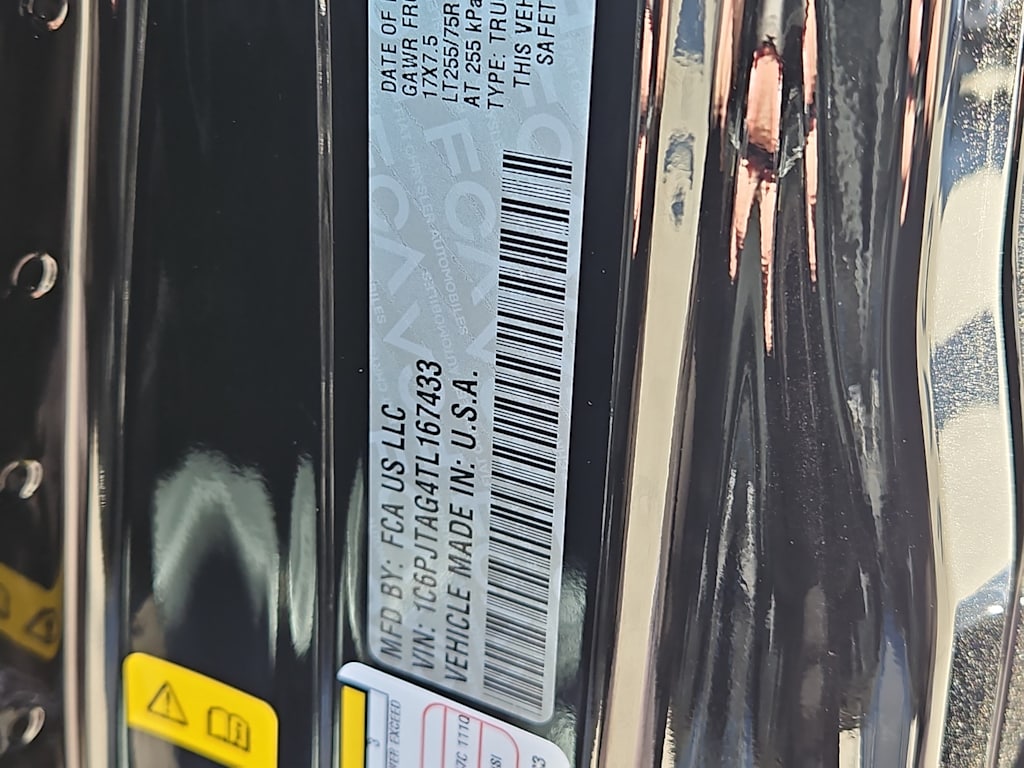 MFD BY: FCA US LLC
VIN: 1C6PJTAG4TL167433
VEHICLE MADE IN: U.S.A.
DATE OF
GAWR
17X7.5
LT255/75R
AT 255 kPa
TYPE: TRU
THIS VEH
SAFET
EXCEED